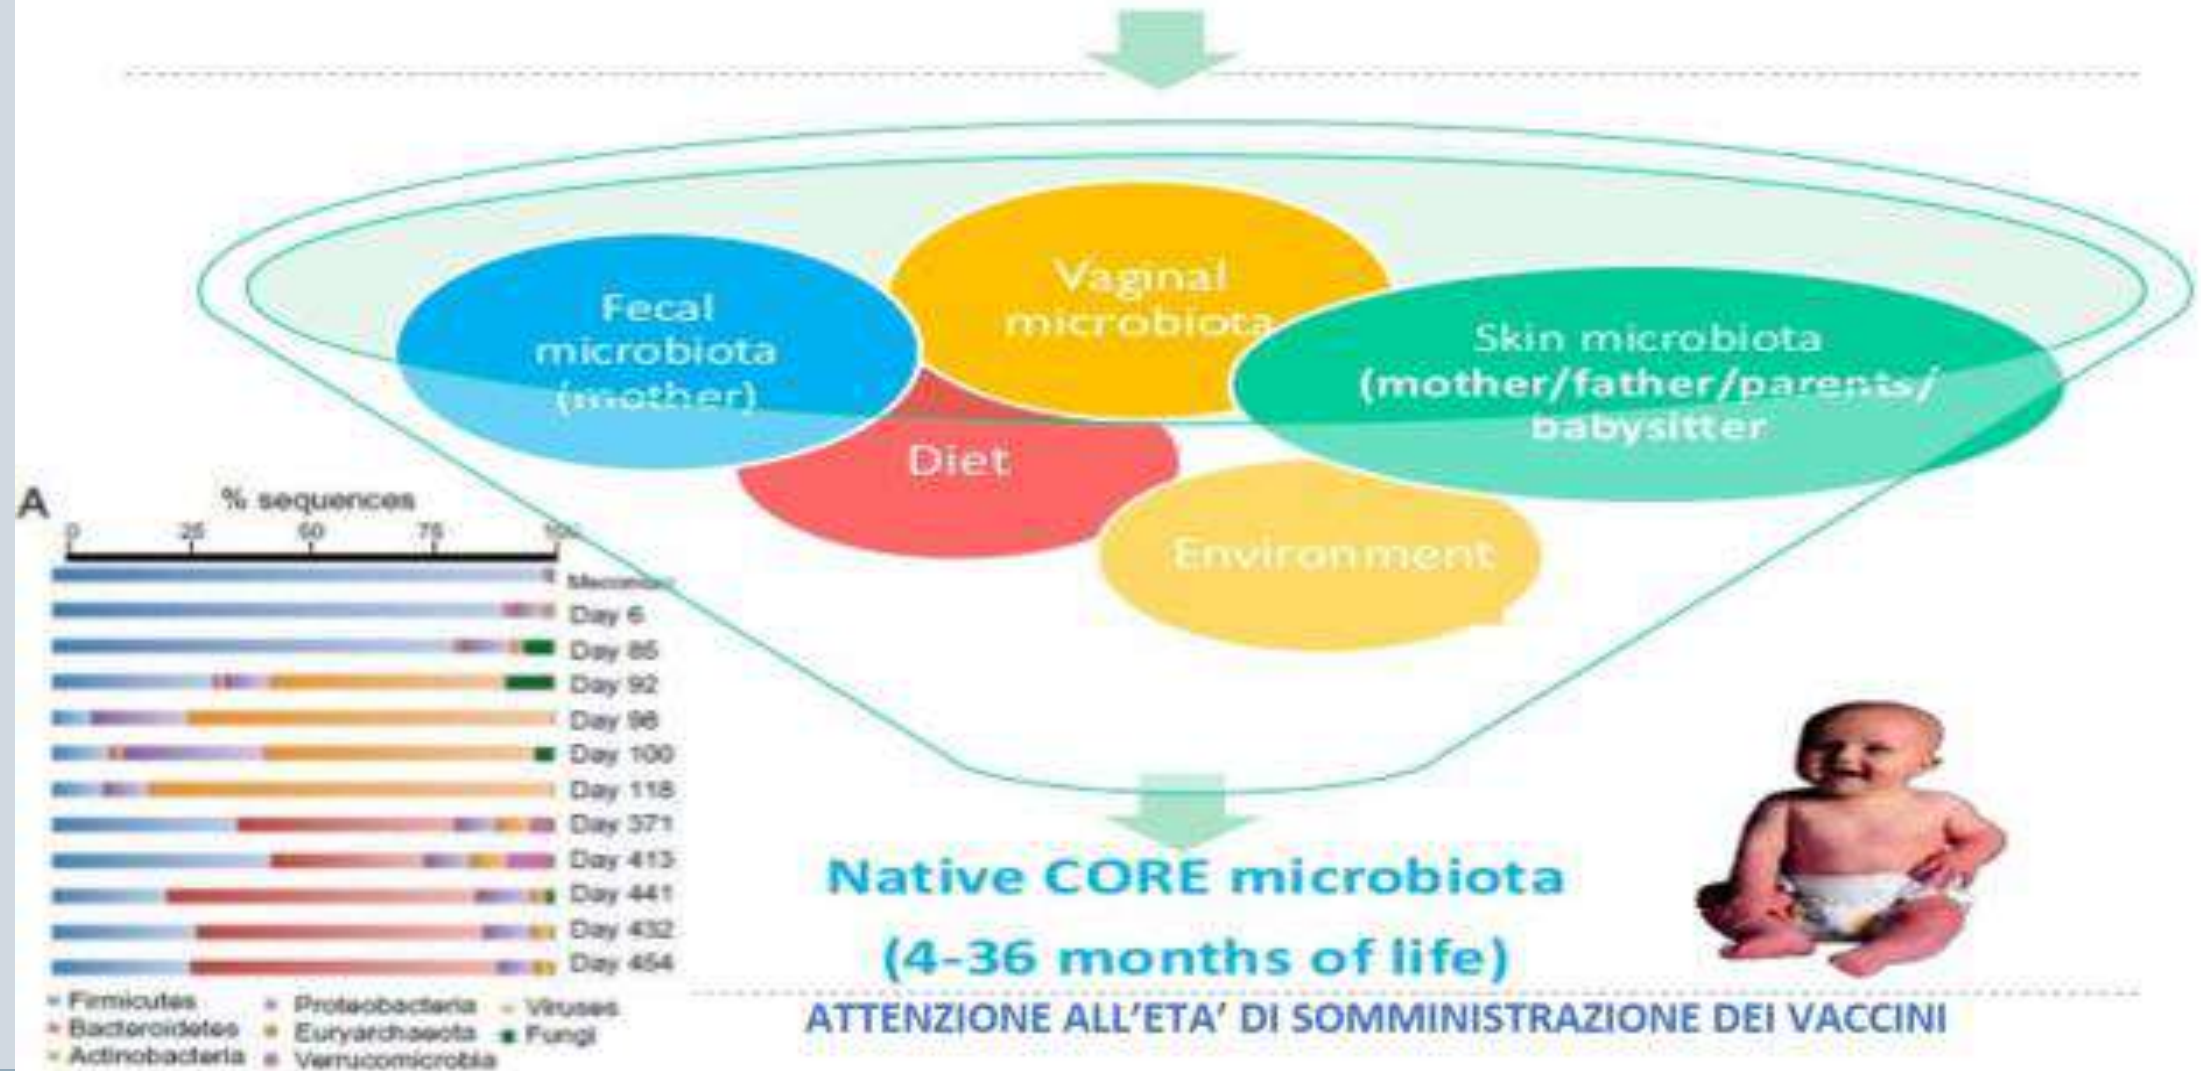 Vaginal
microbiota
Fecal
microbiota
(mother)
Skin microbiota
(mother/father/parents/
babysitter
Diet
Environment
A
% sequences
0 25 50 75 100
Meconium
Day 6
Day 85
Day 92
Day 98
Day 100
Day 118
Day 371
Day 413
Day 441
Day 432
Day 454
Firmicutes
Bacteroidetes
Actinobacteria
Proteobacteria
Euryarchaeota
Verrucomicrobia
Viruses
Fungi
Native CORE microbiota
(4-36 months of life)
ATTENZIONE ALL'ETA' DI SOMMINISTRAZIONE DEI VACCINI